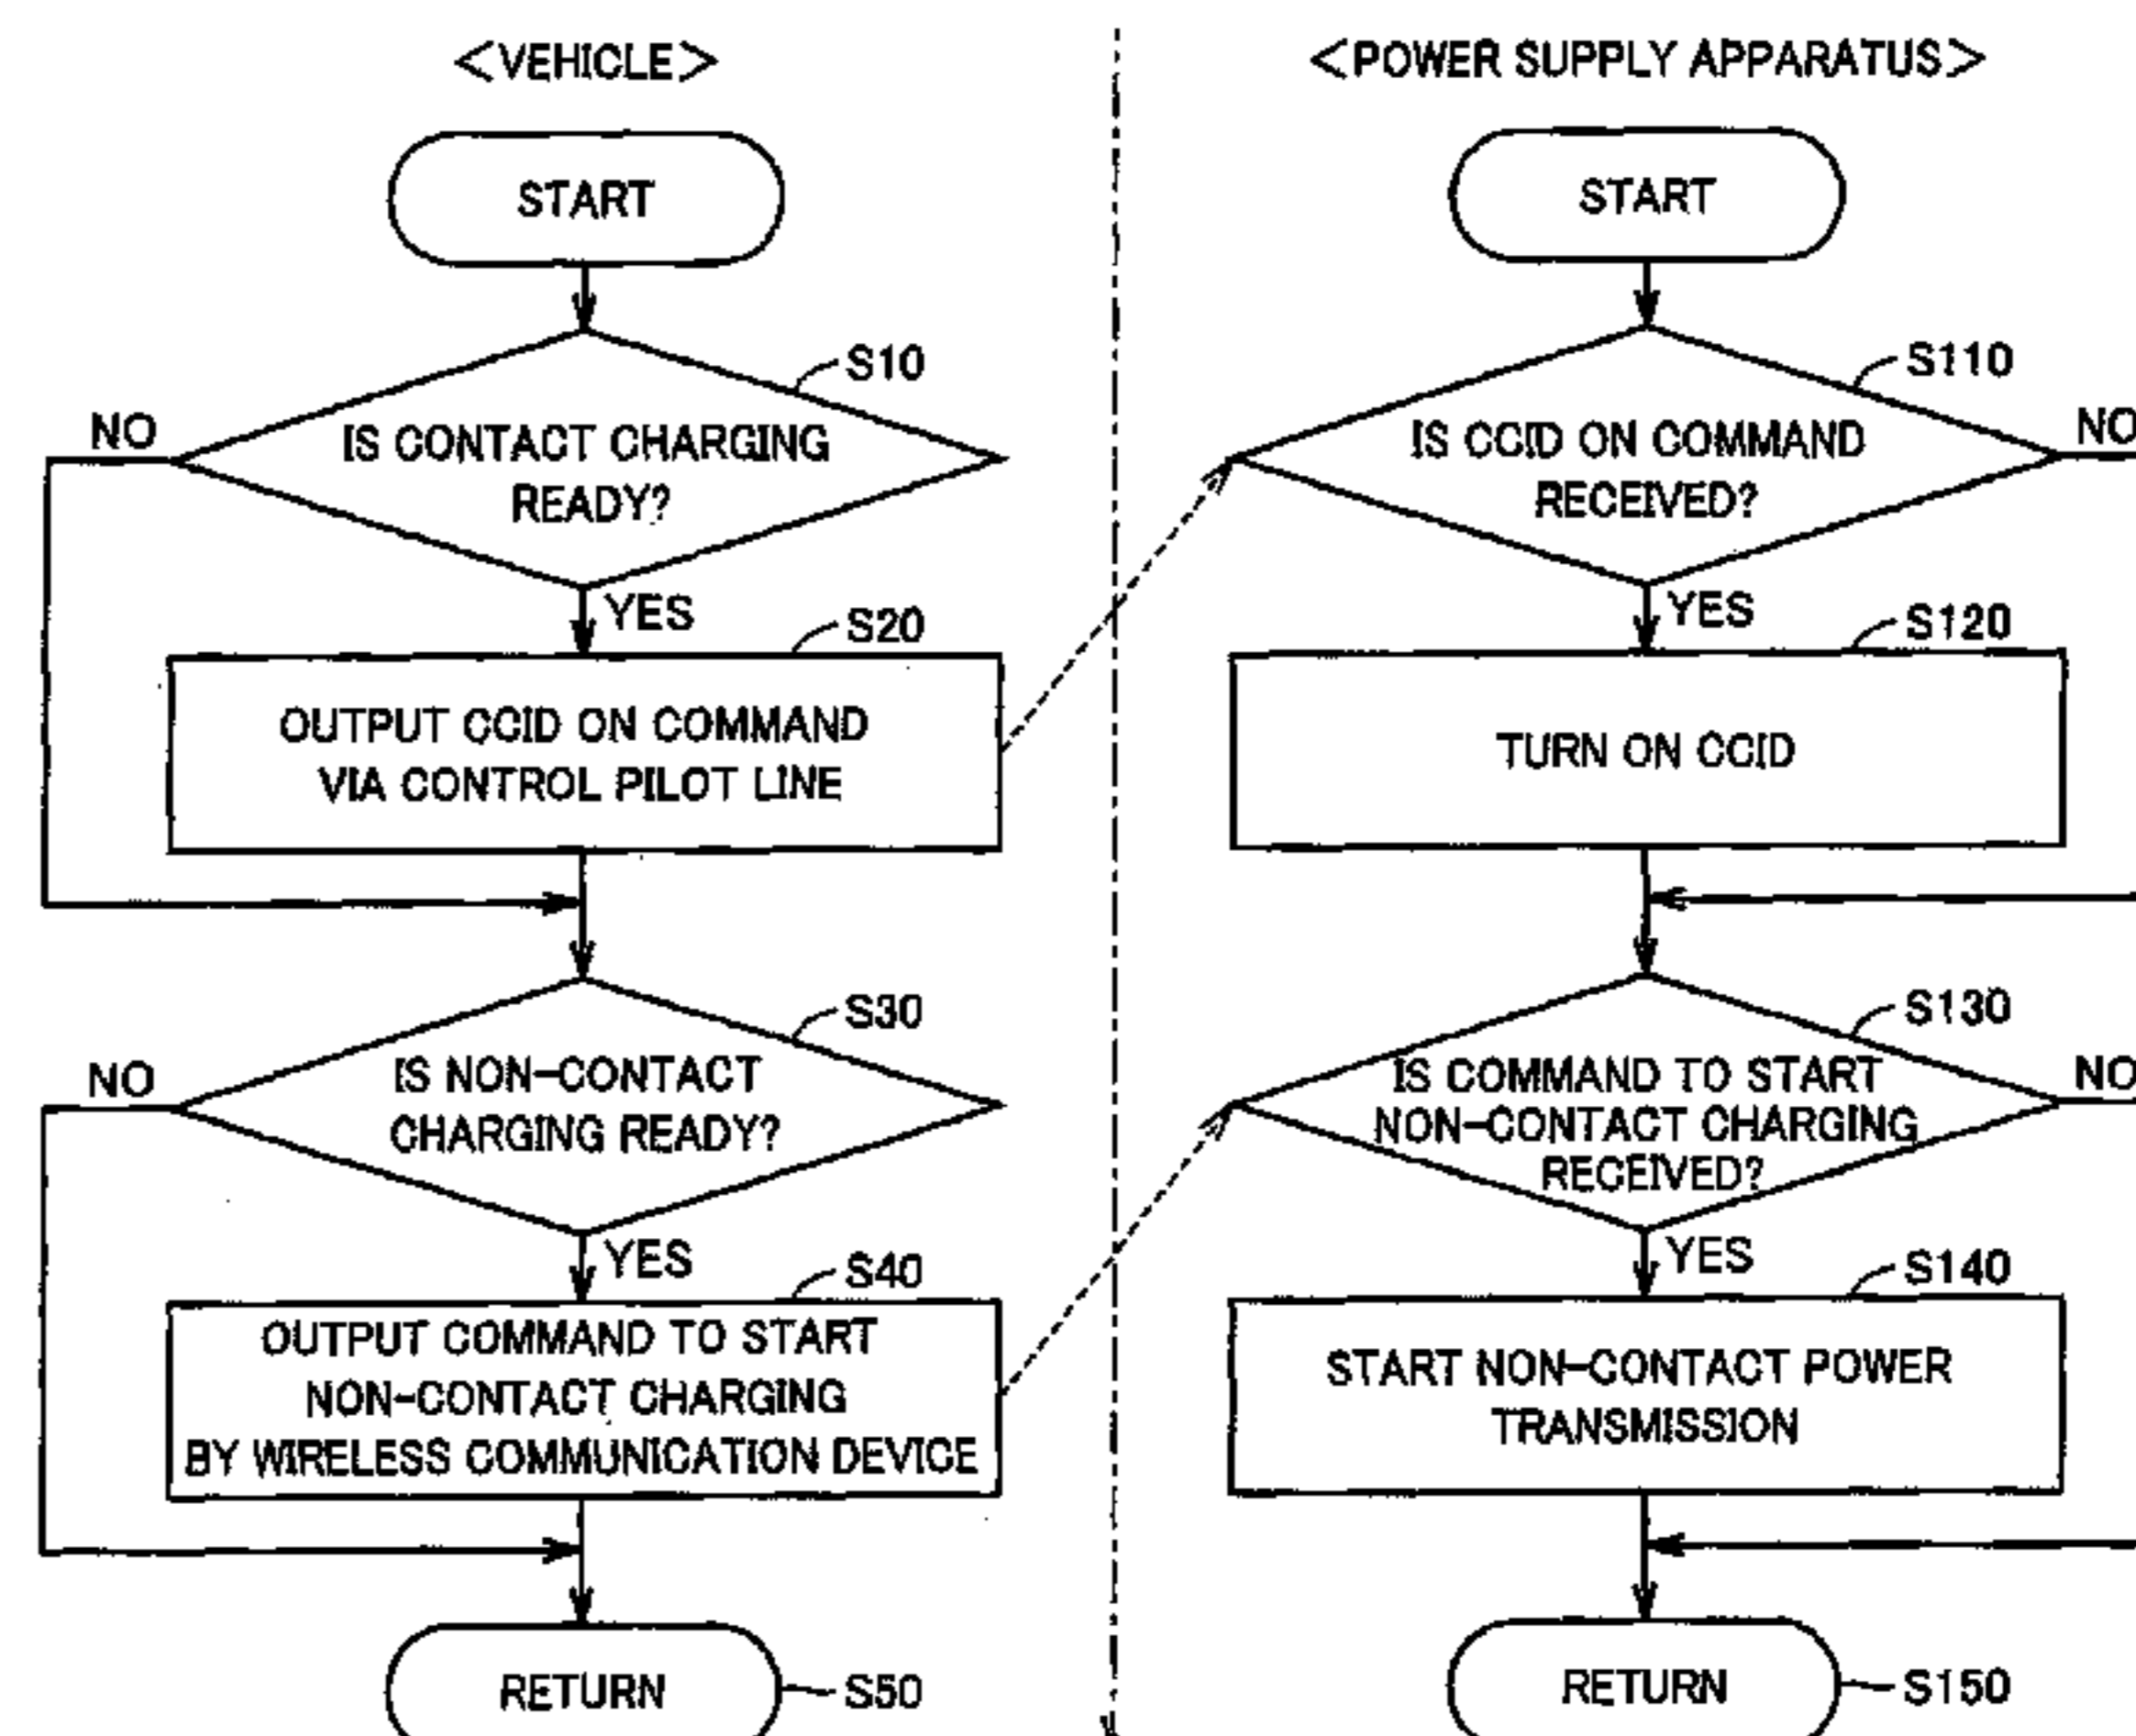 <VEHICLE>
START
S10
IS CONTACT CHARGING
READY?
NO
YES
S20
OUTPUT CCID ON COMMAND
VIA CONTROL PILOT LINE
S30
IS NON-CONTACT
CHARGING READY?
NO
YES
S40
OUTPUT COMMAND TO START
NON-CONTACT CHARGING
BY WIRELESS COMMUNICATION DEVICE
RETURN
S50
<POWER SUPPLY APPARATUS>
START
S110
IS CCID ON COMMAND
RECEIVED?
NO
YES
S120
TURN ON CCID
S130
IS COMMAND TO START
NON-CONTACT CHARGING
RECEIVED?
NO
YES
S140
START NON-CONTACT POWER
TRANSMISSION
RETURN
S150